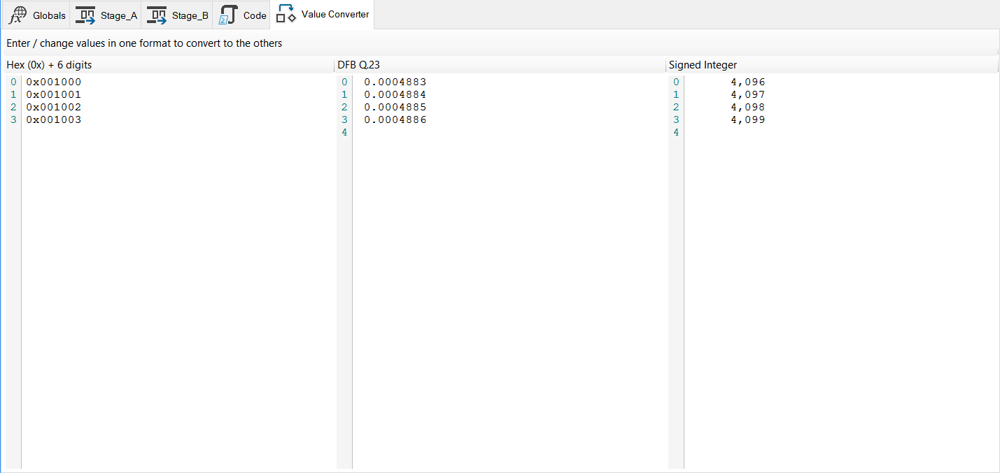 Globals Stage_A Stage_B Code Value Converter
Enter / change values in one format to convert to the others
Hex (0x) + 6 digits DFB Q.23 Signed Integer
0 0x001000 0 0.0004883 0 4,096
1 0x001001 1 0.0004884 1 4,097
2 0x001002 2 0.0004885 2 4,098
3 0x001003 3 0.0004886 3 4,099
4 4